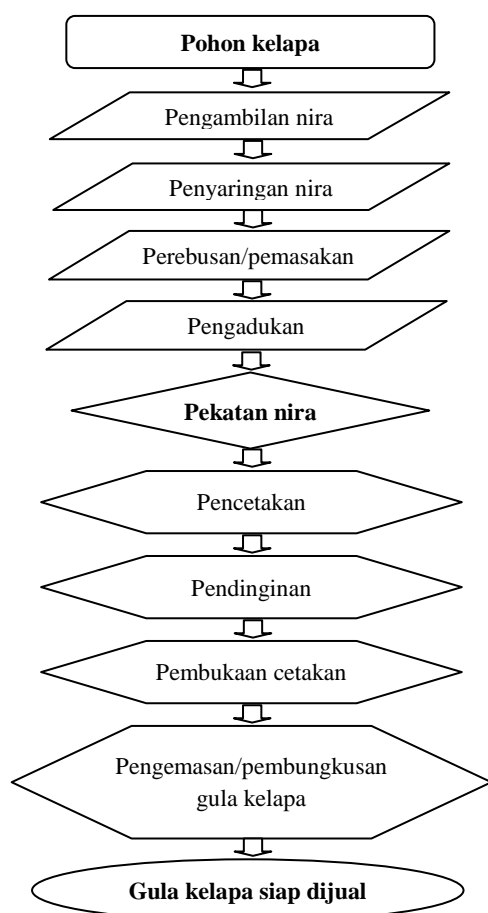 Pohon kelapa
Pengambilan nira
Penyaringan nira
Perebusan/pemasakan
Pengadukan
Pekatan nira
Pencetakan
Pendinginan
Pembukaan cetakan
Pengemasan/pembungkusan
gula kelapa
Gula kelapa siap dijual